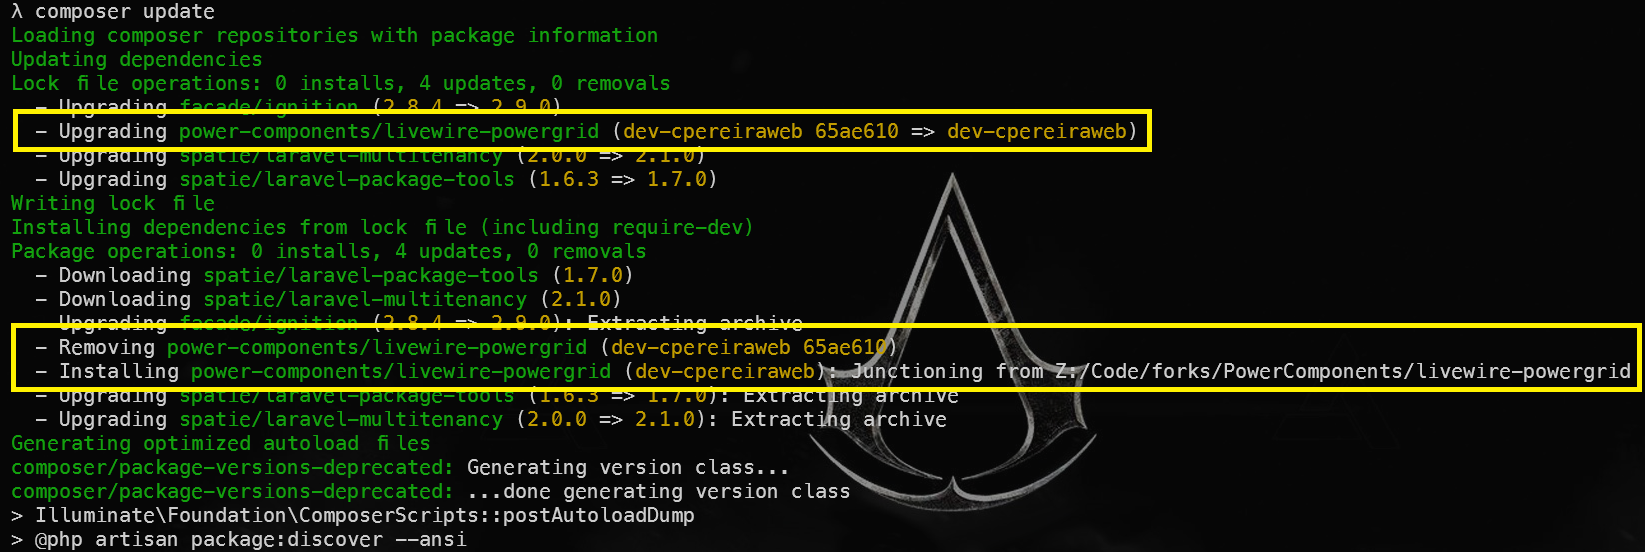 λ composer update
Loading composer repositories with package information
Updating dependencies
Lock file operations: 0 installs, 4 updates, 0 removals
  - Upgrading facade/ignition (2.8.4 => 2.9.0)
  - Upgrading power-components/livewire-powergrid (dev-cpereiraweb 65ae610 => dev-cpereiraweb)
  - Upgrading spatie/laravel-multitenancy (2.0.0 => 2.1.0)
  - Upgrading spatie/laravel-package-tools (1.6.3 => 1.7.0)
Writing lock file
Installing dependencies from lock file (including require-dev)
Package operations: 0 installs, 4 updates, 0 removals
  - Downloading spatie/laravel-package-tools (1.7.0)
  - Downloading spatie/laravel-multitenancy (2.1.0)
  - Upgrading facade/ignition (2.8.4 => 2.9.0): Extracting archive
  - Removing power-components/livewire-powergrid (dev-cpereiraweb 65ae610)
  - Installing power-components/livewire-powergrid (dev-cpereiraweb): Junctioning from Z:/Code/forks/PowerComponents/livewire-powergrid
  - Upgrading spatie/laravel-package-tools (1.6.3 => 1.7.0): Extracting archive
  - Upgrading spatie/laravel-multitenancy (2.0.0 => 2.1.0): Extracting archive
Generating optimized autoload files
composer/package-versions-deprecated: Generating version class...
composer/package-versions-deprecated: ...done generating version class
> Illuminate\Foundation\ComposerScripts::postAutoloadDump
> @php artisan package:discover --ansi